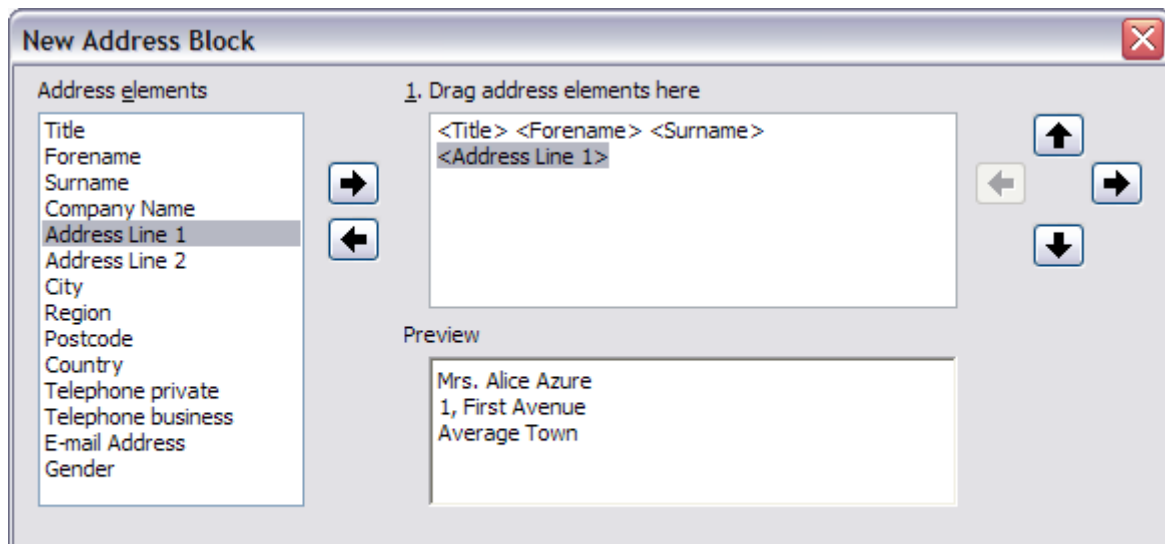 New Address Block
Address elements
Title
Forename
Surname
Company Name
Address Line 1
Address Line 2
City
Region
Postcode
Country
Telephone private
Telephone business
E-mail Address
Gender
1. Drag address elements here
<Title> <Forename> <Surname>
<Address Line 1>
Preview
Mrs. Alice Azure
1, First Avenue
Average Town